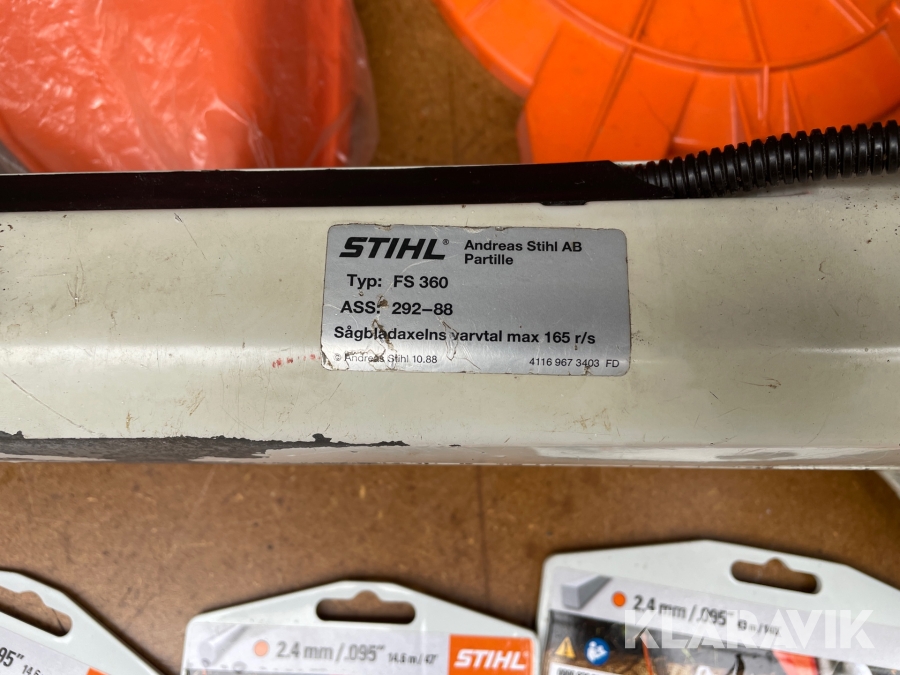 STIHL® Andreas Stihl AB
Partille
Typ: FS 360
ASS: 292-88
Sågbladaxelns varvtal max 165 r/s
© Andreas Stihl 10.88 4116 967 3403 FD
2.4 mm/.095" 14.6 m/47'
STIHL
2.4 mm/.095"
KLARAVIK